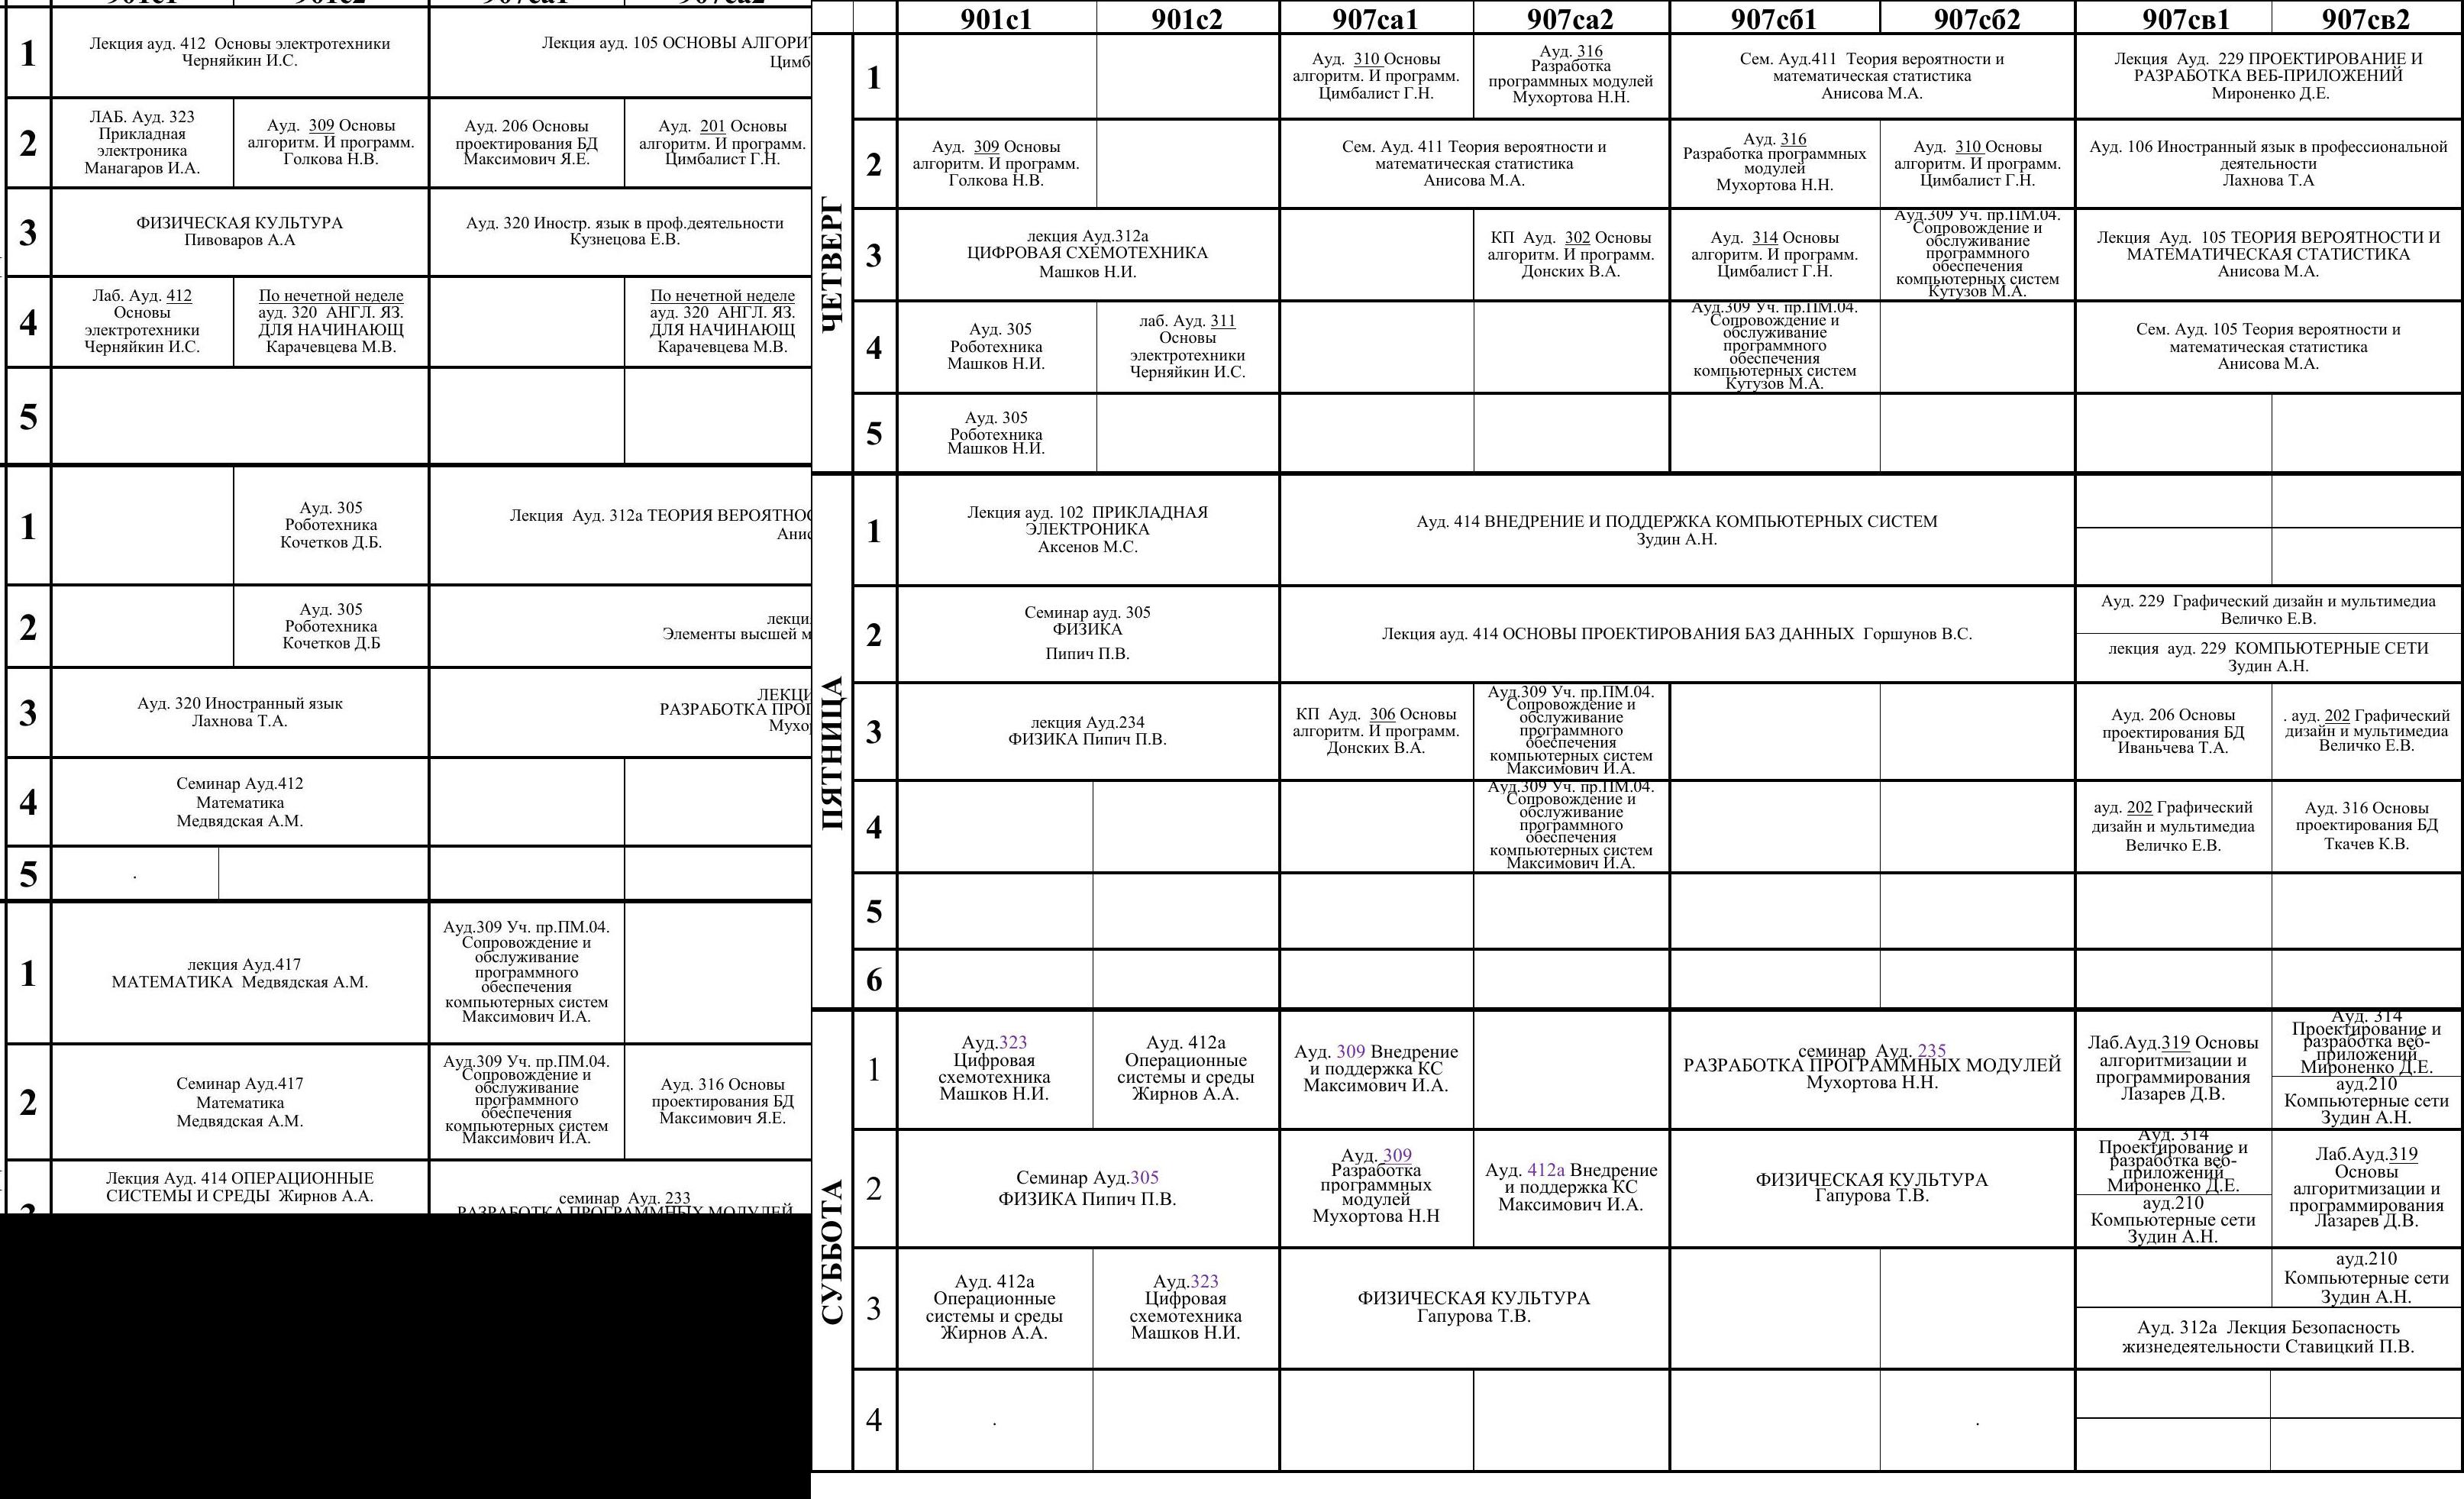 901с1 901с2 907са1 907са2
1
Лекция ауд. 412 Основы электротехники
Черняйкин И.С.
Лекция ауд. 105 ОСНОВЫ АЛГОРИ
Цимб
2
ЛАБ. Ауд. 323
Прикладная
электроника
Манагаров И.А.
Ауд. 309 Основы
алгоритм. И программ.
Голкова Н.В.
Ауд. 206 Основы
проектирования БД
Максимович Я.Е.
Ауд. 201 Основы
алгоритм. И программ.
Цимбалист Г.Н.
3
ФИЗИЧЕСКАЯ КУЛЬТУРА
Пивоваров А.А
Ауд. 320 Иностр. язык в проф.деятельности
Кузнецова Е.В.
4
Лаб. Ауд. 412
Основы
электротехники
Черняйкин И.С.
По нечетной неделе
ауд. 320 АНГЛ. ЯЗ.
ДЛЯ НАЧИНАЮЩ
Карачевцева М.В.
По нечетной неделе
ауд. 320 АНГЛ. ЯЗ.
ДЛЯ НАЧИНАЮЩ
Карачевцева М.В.
5
1
Ауд. 305
Роботехника
Кочетков Д.Б.
Лекция Ауд. 312а ТЕОРИЯ ВЕРОЯТНО
Анис
2
Ауд. 305
Роботехника
Кочетков Д.Б
лекци
Элементы высшей м
3
Ауд. 320 Иностранный язык
Лахнова Т.А.
ЛЕКЦИ
РАЗРАБОТКА ПРОГ
Мухор
4
Семинар Ауд.412
Математика
Медвядская А.М.
5
.
1
лекция Ауд.417
МАТЕМАТИКА Медвядская А.М.
Ауд.309 Уч. пр.ПМ.04.
Сопровождение и
обслуживание
программного
обеспечения
компьютерных систем
Максимович И.А.
2
Семинар Ауд.417
Математика
Медвядская А.М.
Ауд.309 Уч. пр.ПМ.04.
Сопровождение и
обслуживание
программного
обеспечения
компьютерных систем
Максимович И.А.
Ауд. 316 Основы
проектирования БД
Максимович Я.Е.
3
Лекция Ауд. 414 ОПЕРАЦИОННЫЕ
СИСТЕМЫ И СРЕДЫ Жирнов А.А.
семинар Ауд. 233
РАЗРАБОТКА ПРОГРАММНЫХ МОДУЛЕЙ
901с1 901с2 907са1 907са2 907сб1 907сб2 907св1 907св2
ЧЕТВЕРГ
1
Ауд. 310 Основы
алгоритм. И программ.
Цимбалист Г.Н.
Ауд. 316
Разработка
программных модулей
Мухортова Н.Н.
Сем. Ауд.411 Теория вероятности и
математическая статистика
Анисова М.А.
Лекция Ауд. 229 ПРОЕКТИРОВАНИЕ И
РАЗРАБОТКА ВЕБ-ПРИЛОЖЕНИЙ
Мироненко Д.Е.
2
Ауд. 309 Основы
алгоритм. И программ.
Голкова Н.В.
Сем. Ауд. 411 Теория вероятности и
математическая статистика
Анисова М.А.
Ауд. 316
Разработка программных
модулей
Мухортова Н.Н.
Ауд. 310 Основы
алгоритм. И программ.
Цимбалист Г.Н.
Ауд. 106 Иностранный язык в профессиональной
деятельности
Лахнова Т.А
3
лекция Ауд.312а
ЦИФРОВАЯ СХЕМОТЕХНИКА
Машков Н.И.
КП Ауд. 302 Основы
алгоритм. И программ.
Донских В.А.
Ауд. 314 Основы
алгоритм. И программ.
Цимбалист Г.Н.
Ауд.309 Уч. пр.ПМ.04.
Сопровождение и
обслуживание
программного
обеспечения
компьютерных систем
Кутузов М.А.
Лекция Ауд. 105 ТЕОРИЯ ВЕРОЯТНОСТИ И
МАТЕМАТИЧЕСКАЯ СТАТИСТИКА
Анисова М.А.
4
Ауд. 305
Роботехника
Машков Н.И.
лаб. Ауд. 311
Основы
электротехники
Черняйкин И.С.
Ауд.309 Уч. пр.ПМ.04.
Сопровождение и
обслуживание
программного
обеспечения
компьютерных систем
Кутузов М.А.
Сем. Ауд. 105 Теория вероятности и
математическая статистика
Анисова М.А.
5
Ауд. 305
Роботехника
Машков Н.И.
ПЯТНИЦА
1
Лекция ауд. 102 ПРИКЛАДНАЯ
ЭЛЕКТРОНИКА
Аксенов М.С.
Ауд. 414 ВНЕДРЕНИЕ И ПОДДЕРЖКА КОМПЬЮТЕРНЫХ СИСТЕМ
Зудин А.Н.
2
Семинар ауд. 305
ФИЗИКА
Пипич П.В.
Лекция ауд. 414 ОСНОВЫ ПРОЕКТИРОВАНИЯ БАЗ ДАННЫХ Горшунов В.С.
Ауд. 229 Графический дизайн и мультимедиа
Величко Е.В.
лекция ауд. 229 КОМПЬЮТЕРНЫЕ СЕТИ
Зудин А.Н.
3
лекция Ауд.234
ФИЗИКА Пипич П.В.
КП Ауд. 306 Основы
алгоритм. И программ.
Донских В.А.
Ауд.309 Уч. пр.ПМ.04.
Сопровождение и
обслуживание
программного
обеспечения
компьютерных систем
Максимович И.А.
Ауд. 206 Основы
проектирования БД
Иваньчева Т.А.
. ауд. 202 Графический
дизайн и мультимедиа
Величко Е.В.
4
Ауд.309 Уч. пр.ПМ.04.
Сопровождение и
обслуживание
программного
обеспечения
компьютерных систем
Максимович И.А.
ауд. 202 Графический
дизайн и мультимедиа
Величко Е.В.
Ауд. 316 Основы
проектирования БД
Ткачев К.В.
5
6
СУББОТА
1
Ауд.323
Цифровая
схемотехника
Машков Н.И.
Ауд. 412а
Операционные
системы и среды
Жирнов А.А.
Ауд. 309 Внедрение
и поддержка КС
Максимович И.А.
семинар Ауд. 235
РАЗРАБОТКА ПРОГРАММНЫХ МОДУЛЕЙ
Мухортова Н.Н.
Лаб.Ауд.319 Основы
алгоритмизации и
программирования
Лазарев Д.В.
Ауд. 314
Проектирование и
разработка веб-
приложений
Мироненко Д.Е.
ауд.210
Компьютерные сети
Зудин А.Н.
2
Семинар Ауд.305
ФИЗИКА Пипич П.В.
Ауд. 309
Разработка
программных
модулей
Мухортова Н.Н
Ауд. 412а Внедрение
и поддержка КС
Максимович И.А.
ФИЗИЧЕСКАЯ КУЛЬТУРА
Гапурова Т.В.
Ауд. 314
Проектирование и
разработка веб-
приложений
Мироненко Д.Е.
ауд.210
Компьютерные сети
Зудин А.Н.
Лаб.Ауд.319
Основы
алгоритмизации и
программирования
Лазарев Д.В.
3
Ауд. 412а
Операционные
системы и среды
Жирнов А.А.
Ауд.323
Цифровая
схемотехника
Машков Н.И.
ФИЗИЧЕСКАЯ КУЛЬТУРА
Гапурова Т.В.
ауд.210
Компьютерные сети
Зудин А.Н.
Ауд. 312а Лекция Безопасность
жизнедеятельности Ставицкий П.В.
4
.
.